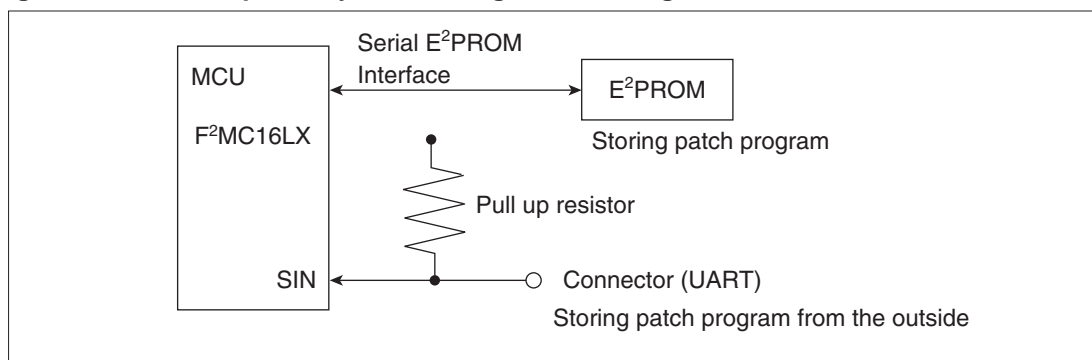 Serial E²PROM
Interface
MCU
E²PROM
F²MC16LX
Storing patch program
Pull up resistor
SIN
Connector (UART)
Storing patch program from the outside